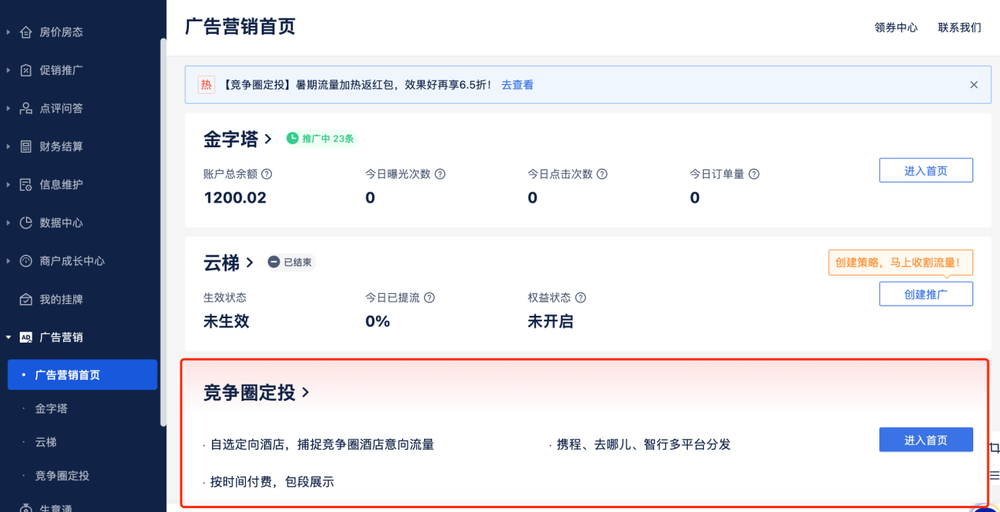 房价房态
促销推广
点评问答
财务结算
信息维护
数据中心
商户成长中心
我的挂牌
广告营销
· 广告营销首页
· 金字塔
· 云梯
· 竞争圈定投
生意通
广告营销首页
领券中心 联系我们
热 【竞争圈定投】暑期流量加热返红包，效果好再享6.5折！ 去查看
金字塔 推广中 23条
账户总余额 今日曝光次数 今日点击次数 今日订单量
1200.02 0 0 0
进入首页
云梯 已结束
创建策略，马上收割流量！
生效状态 今日已提流 权益状态
未生效 0% 未开启
创建推广
竞争圈定投
· 自选定向酒店，捕捉竞争圈酒店意向流量 · 携程、去哪儿、智行多平台分发
进入首页
· 按时间付费，包段展示